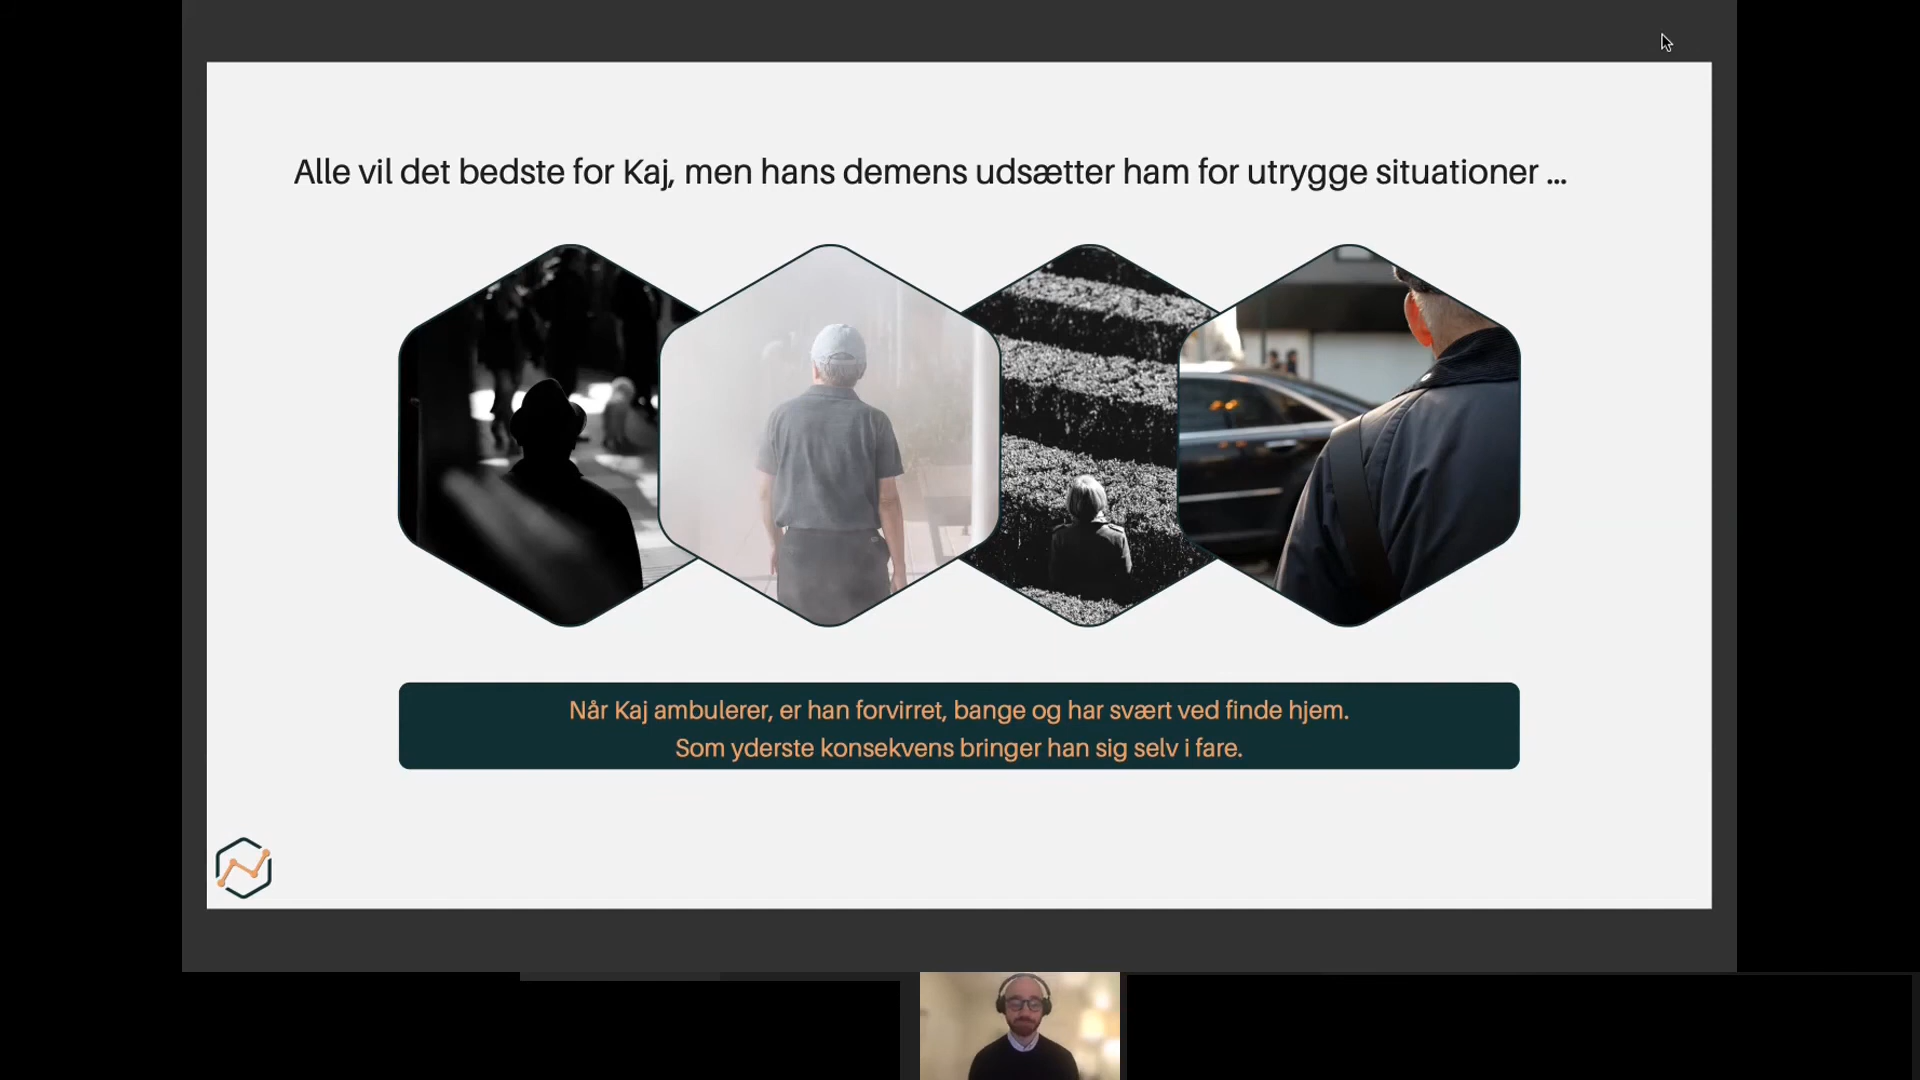 Alle vil det bedste for Kaj, men hans demens udsætter ham for utrygge situationer ...
Når Kaj ambulerer, er han forvirret, bange og har svært ved finde hjem.
Som yderste konsekvens bringer han sig selv i fare.